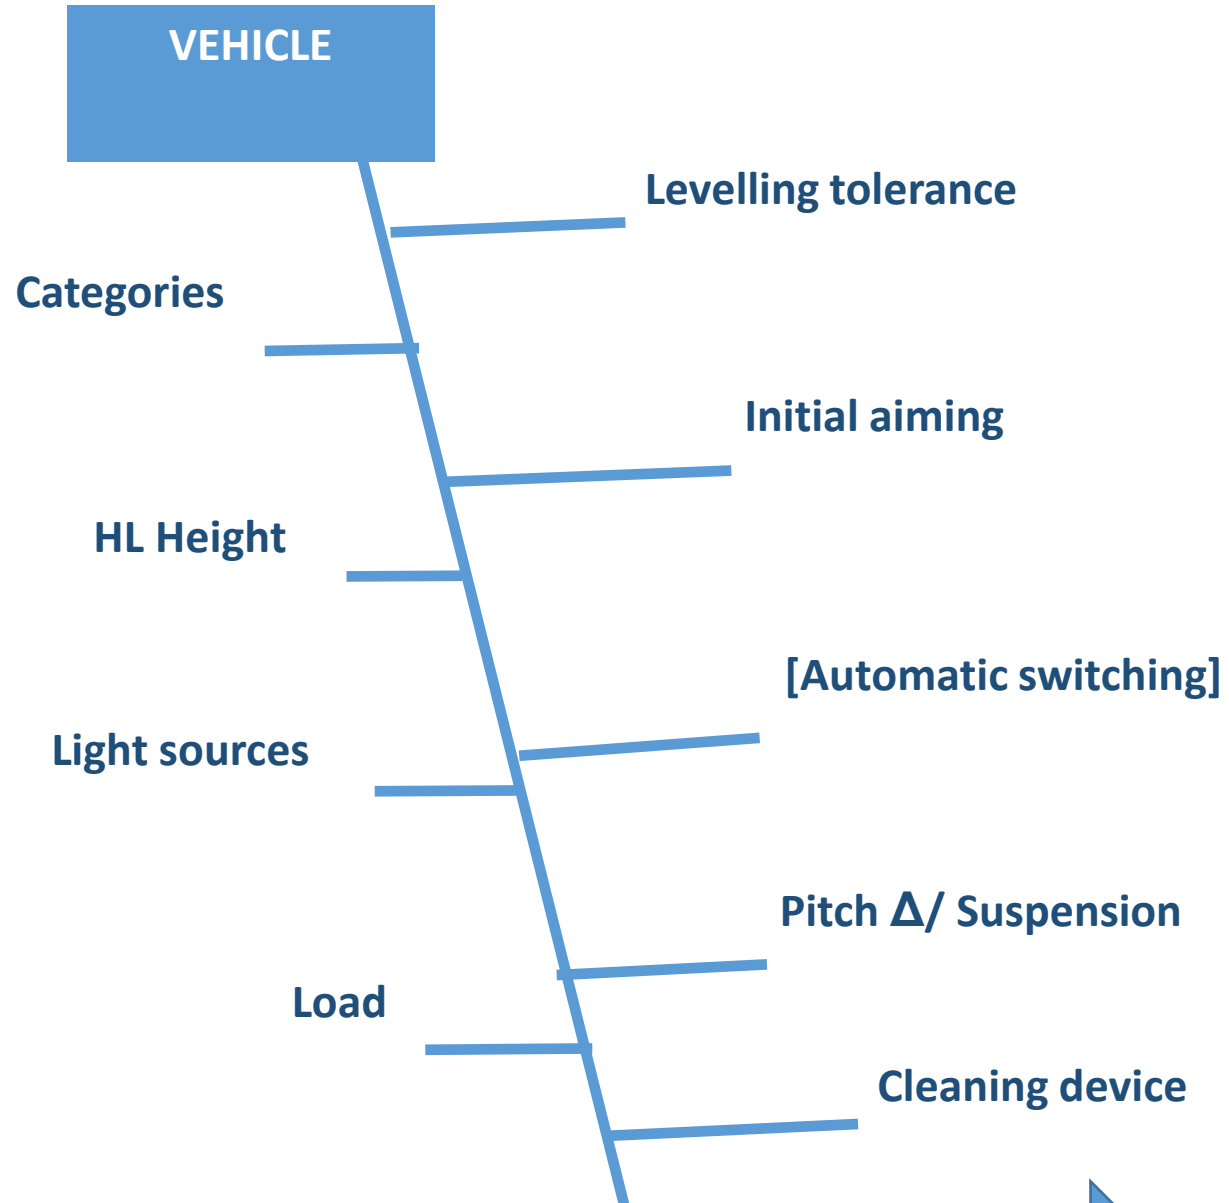 VEHICLE
Levelling tolerance
Categories
Initial aiming
HL Height
[Automatic switching]
Light sources
Pitch Δ/ Suspension
Load
Cleaning device